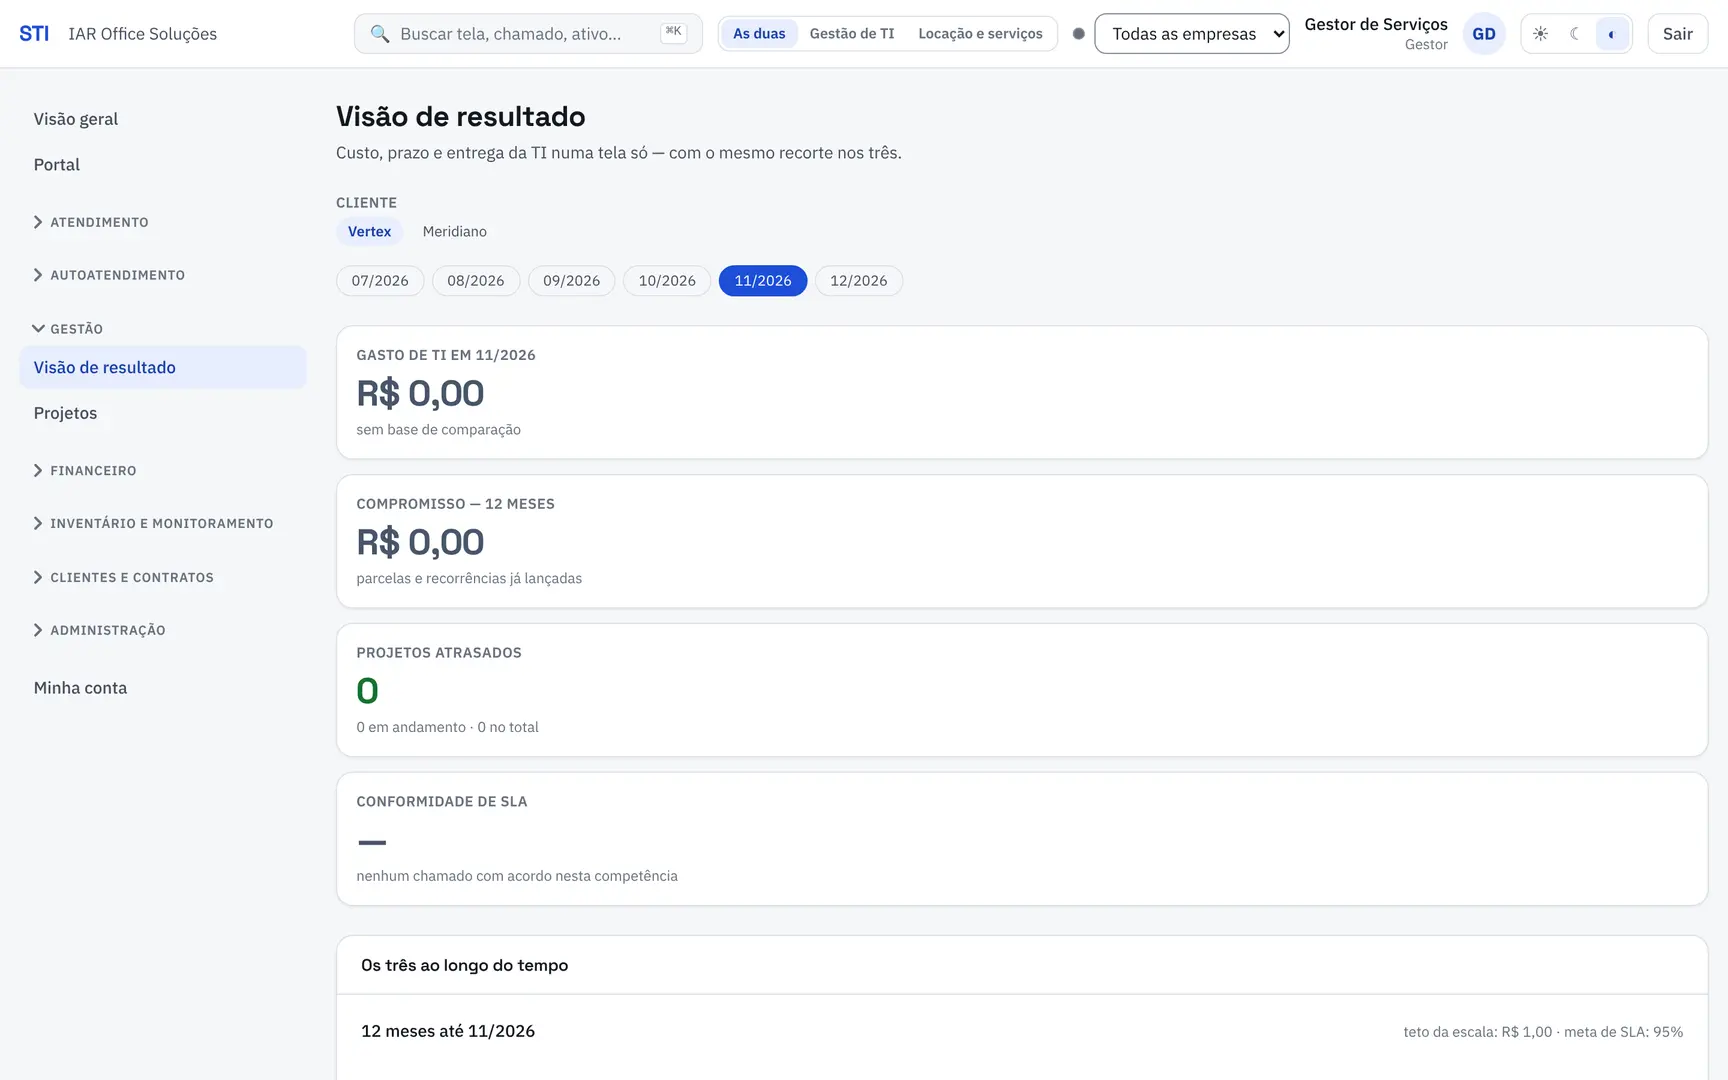 STI IAR Office Soluções
Buscar tela, chamado, ativo... ⌘K
As duas Gestão de TI Locação e serviços
Todas as empresas
Gestor de Serviços
Gestor
GD
Sair
Visão geral
Portal
ATENDIMENTO
AUTOATENDIMENTO
GESTÃO
Visão de resultado
Projetos
FINANCEIRO
INVENTÁRIO E MONITORAMENTO
CLIENTES E CONTRATOS
ADMINISTRAÇÃO
Minha conta
Visão de resultado
Custo, prazo e entrega da TI numa tela só — com o mesmo recorte nos três.
CLIENTE
Vertex Meridiano
07/2026 08/2026 09/2026 10/2026 11/2026 12/2026
GASTO DE TI EM 11/2026
R$ 0,00
sem base de comparação
COMPROMISSO — 12 MESES
R$ 0,00
parcelas e recorrências já lançadas
PROJETOS ATRASADOS
0
0 em andamento · 0 no total
CONFORMIDADE DE SLA
—
nenhum chamado com acordo nesta competência
Os três ao longo do tempo
12 meses até 11/2026
teto da escala: R$ 1,00 · meta de SLA: 95%